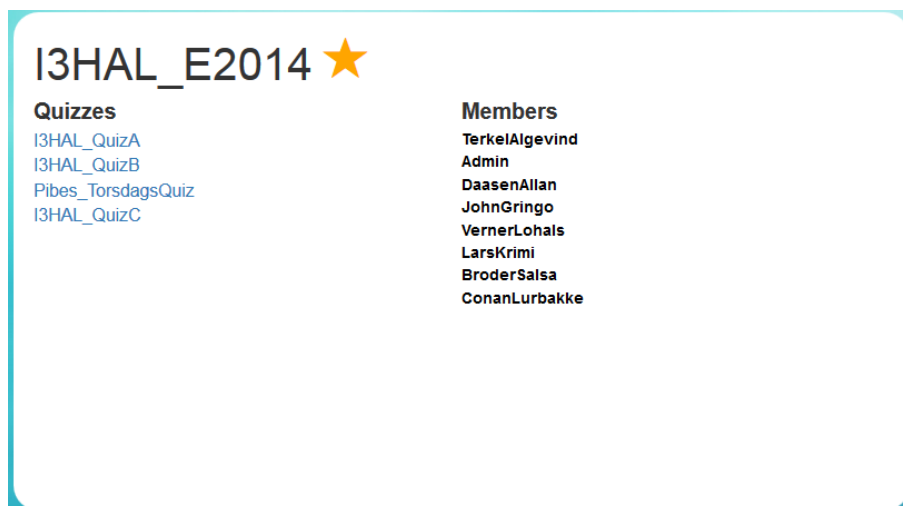 I3HAL_E2014
Quizzes
I3HAL_QuizA
I3HAL_QuizB
Pibes_TorsdagsQuiz
I3HAL_QuizC
Members
TerkelAlgevind
Admin
DaasenAllan
JohnGringo
VernerLohals
LarsKrimi
BroderSalsa
ConanLurbakke